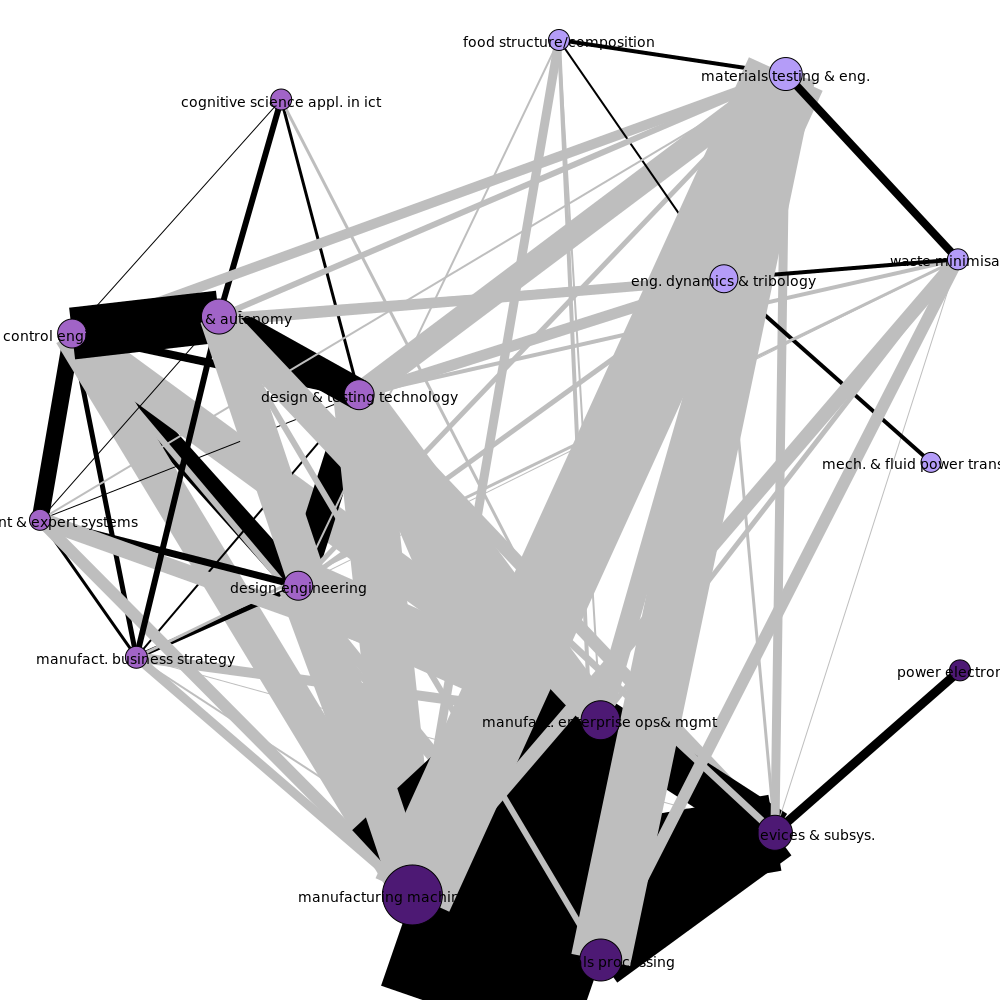 food structure/composition
materials testing & eng.
cognitive science appl. in ict
waste minimisa
eng. dynamics & tribology
control eng
& autonomy
design & testing technology
mech. & fluid power trans
nt & expert systems
design engineering
manufact. business strategy
power electron
manufact. enterprise ops& mgmt
evices & subsys.
manufacturing machin
ls processing